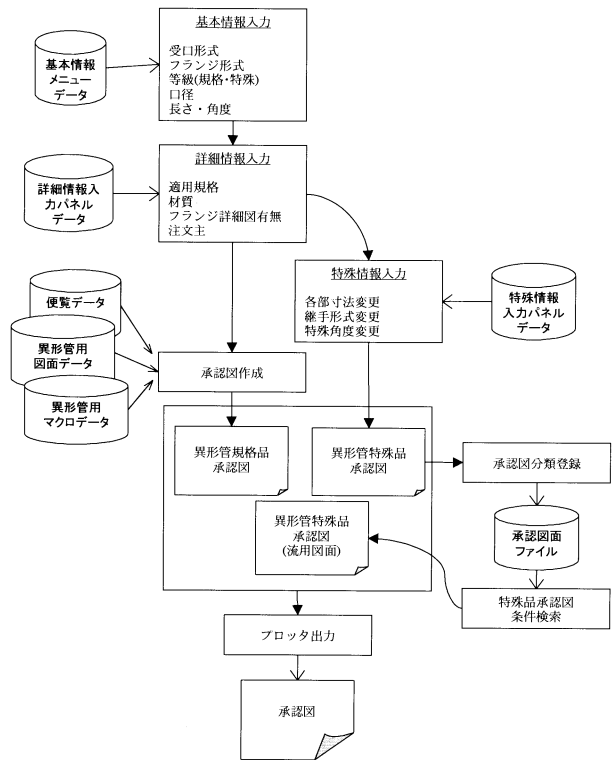 基本情報入力
受口形式
フランジ形式
等級(規格・特殊)
口径
長さ・角度
基本情報
メニュー
データ
詳細情報入力
適用規格
材質
フランジ詳細図有無
注文主
詳細情報入
力パネル
データ
特殊情報入力
各部寸法変更
継手形式変更
特殊角度変更
特殊情報
入力パネル
データ
便覧データ
異形管用
図面データ
異形管用
マクロデータ
承認図作成
異形管規格品
承認図
異形管特殊品
承認図
承認図分類登録
異形管特殊品
承認図
(流用図面)
承認図面
ファイル
特殊品承認図
条件検索
プロッタ出力
承認図